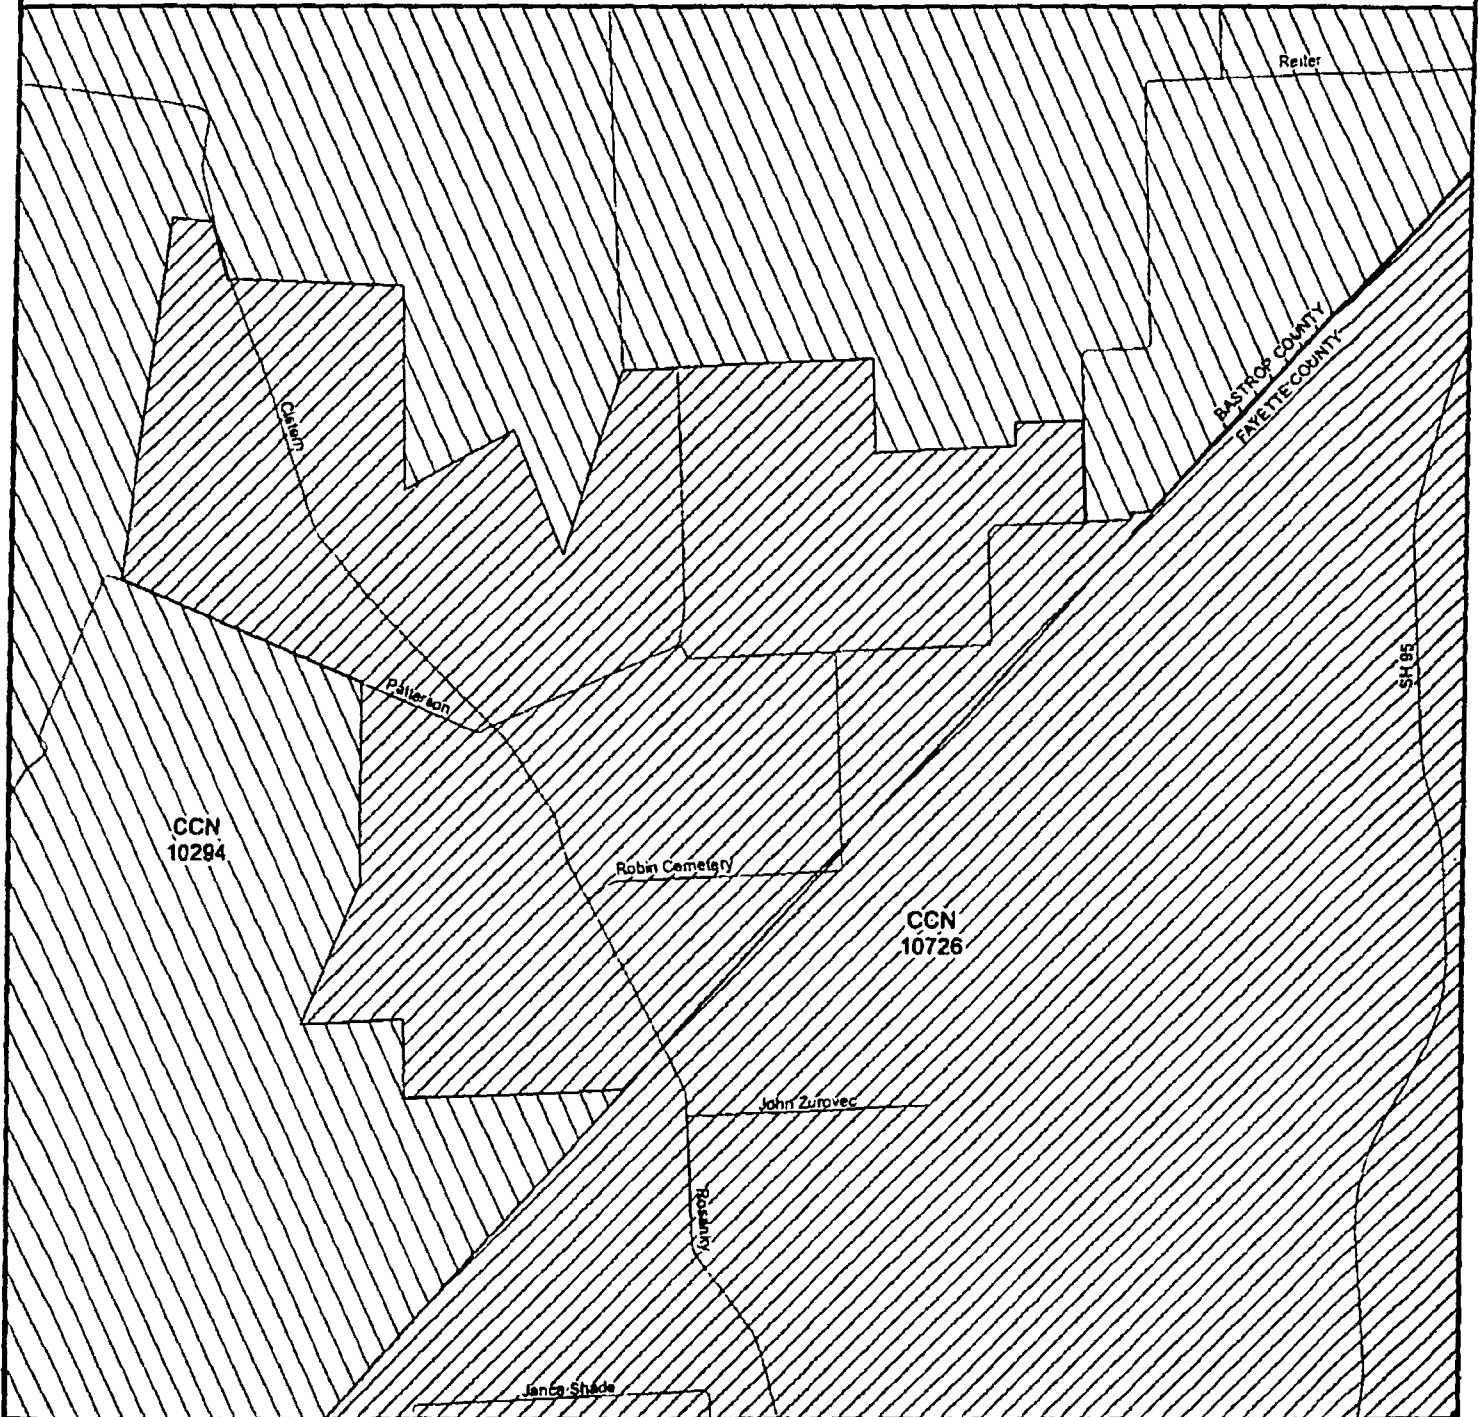 Reiter
BASTROP COUNTY
FAYETTE COUNTY
Cistern
SH 95
Patterson
CCN
10294
Robin Cemetery
CCN
10726
John Zurovec
Rosanky
Janca Shade